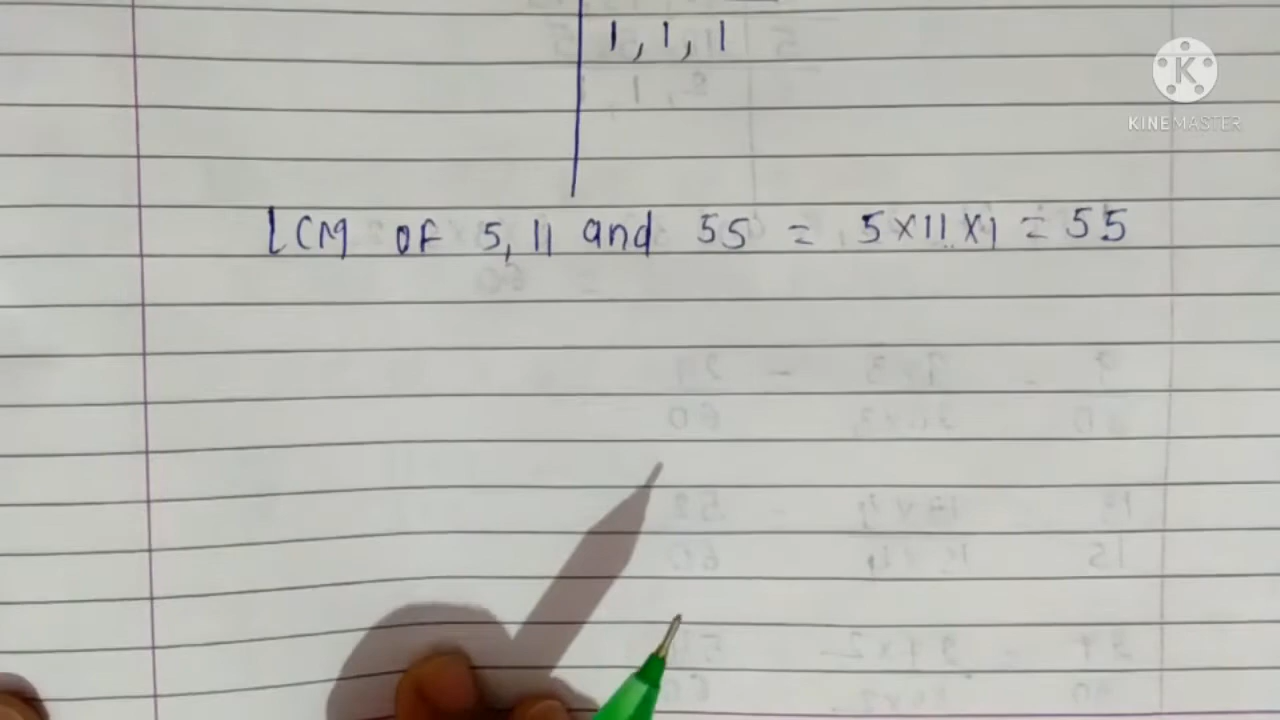 1, 1, 1
LCM of 5, 11 and 55 = 5×11×1 = 55
K
KINEMASTER